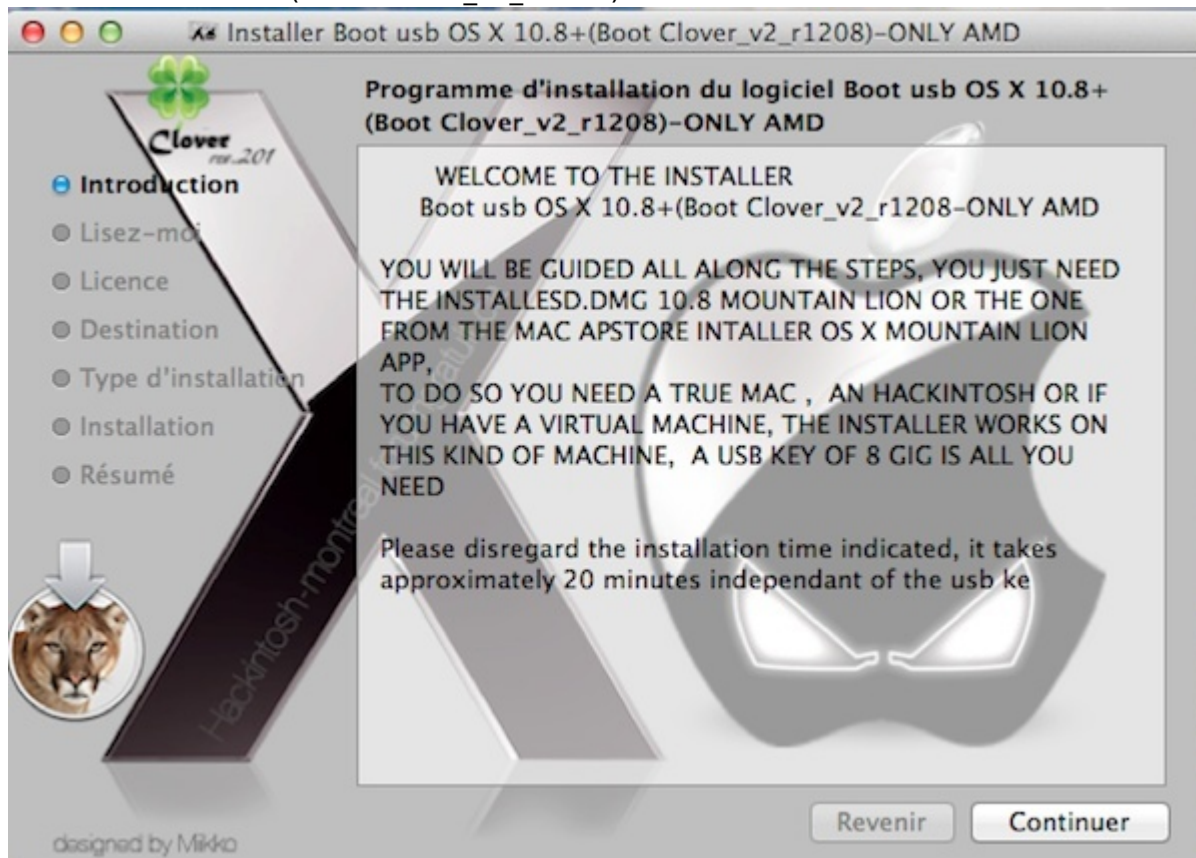 Installer Boot usb OS X 10.8+(Boot Clover_v2_r1208)-ONLY AMD
Clover
Programme d'installation du logiciel Boot usb OS X 10.8+
(Boot Clover_v2_r1208)-ONLY AMD
Introduction
Lisez-moi
Licence
Destination
Type d'installation
Installation
Résumé
WELCOME TO THE INSTALLER
Boot usb OS X 10.8+(Boot Clover_v2_r1208-ONLY AMD
YOU WILL BE GUIDED ALL ALONG THE STEPS, YOU JUST NEED
THE INSTALLESD.DMG 10.8 MOUNTAIN LION OR THE ONE
FROM THE MAC APSTORE INTALLER OS X MOUNTAIN LION
APP,
TO DO SO YOU NEED A TRUE MAC , AN HACKINTOSH OR IF
YOU HAVE A VIRTUAL MACHINE, THE INSTALLER WORKS ON
THIS KIND OF MACHINE, A USB KEY OF 8 GIG IS ALL YOU
NEED
Please disregard the installation time indicated, it takes
approximately 20 minutes independant of the usb ke
designed by Mikko
Revenir
Continuer